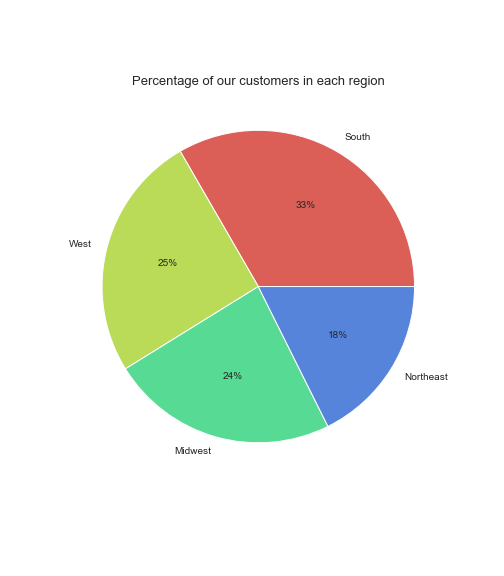 Percentage of our customers in each region
South
33%
West
25%
18%
24%
Northeast
Midwest